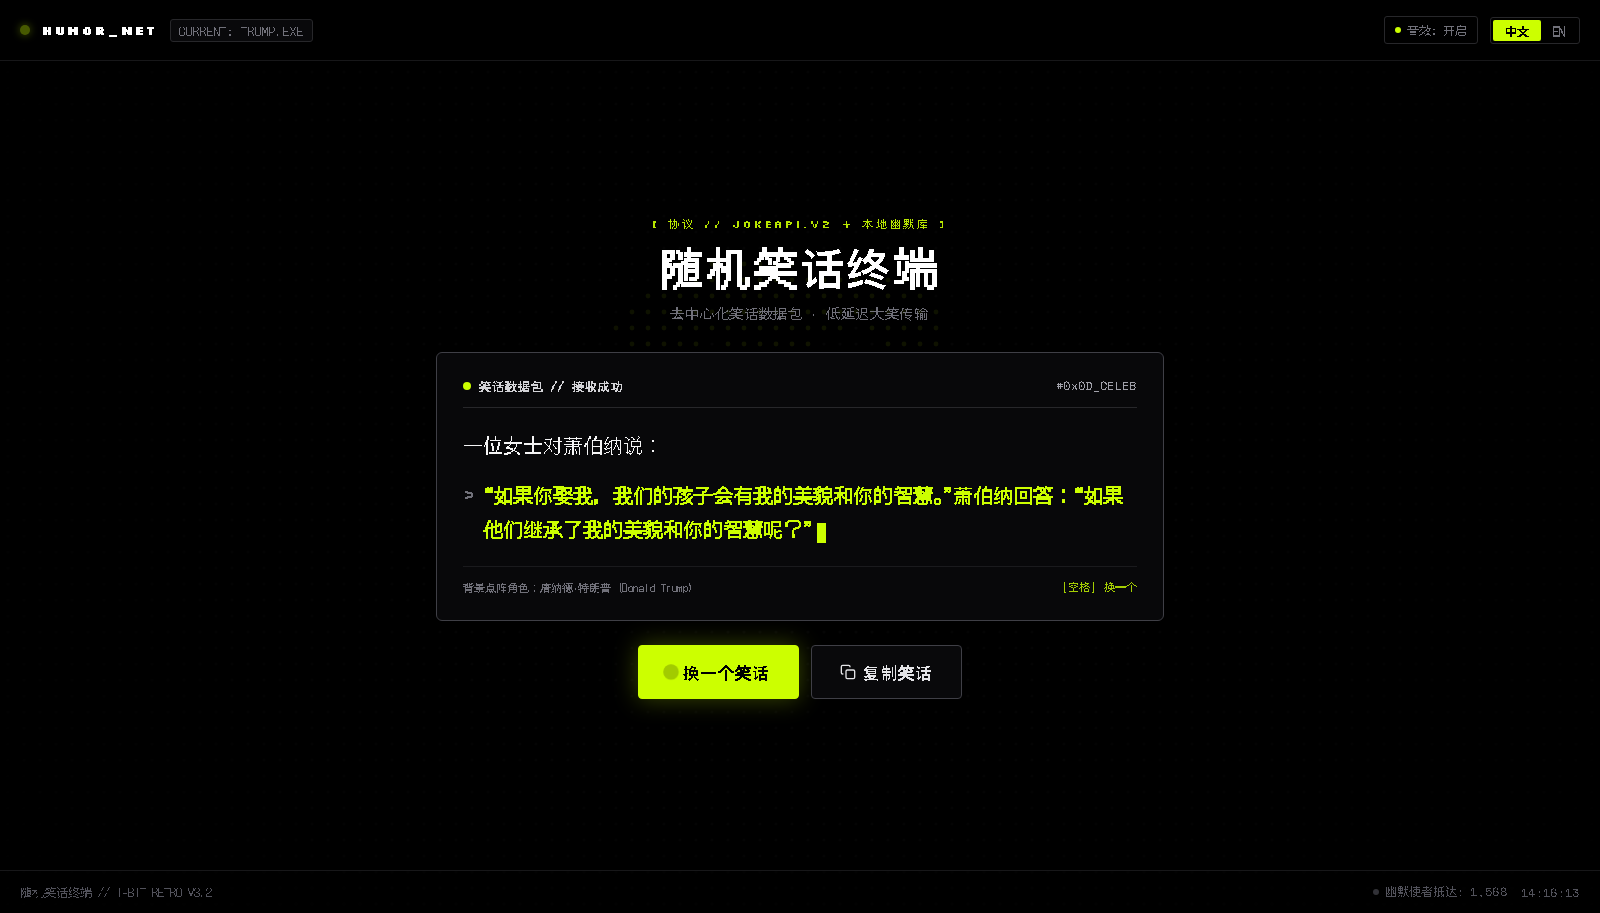 HUMOR_NET
CURRENT: TRUMP.EXE
音效: 开启
中文
EN
[ 协议 // JOKEAPI.V2 + 本地幽默库 ]
随机笑话终端
去中心化笑话数据包 · 低延迟大笑传输
笑话数据包 // 接收成功
#0x0D_CELEB
一位女士对萧伯纳说：
> “如果你娶我，我们的孩子会有我的美貌和你的智慧。”萧伯纳回答：“如果
他们继承了我的美貌和你的智慧呢？”
背景点阵角色：唐纳德·特朗普 (Donald Trump)
[空格] 换一个
换一个笑话
复制笑话
随机笑话终端 // 1-BIT RETRO V3.2
幽默使者抵达: 1,568
14:16:13